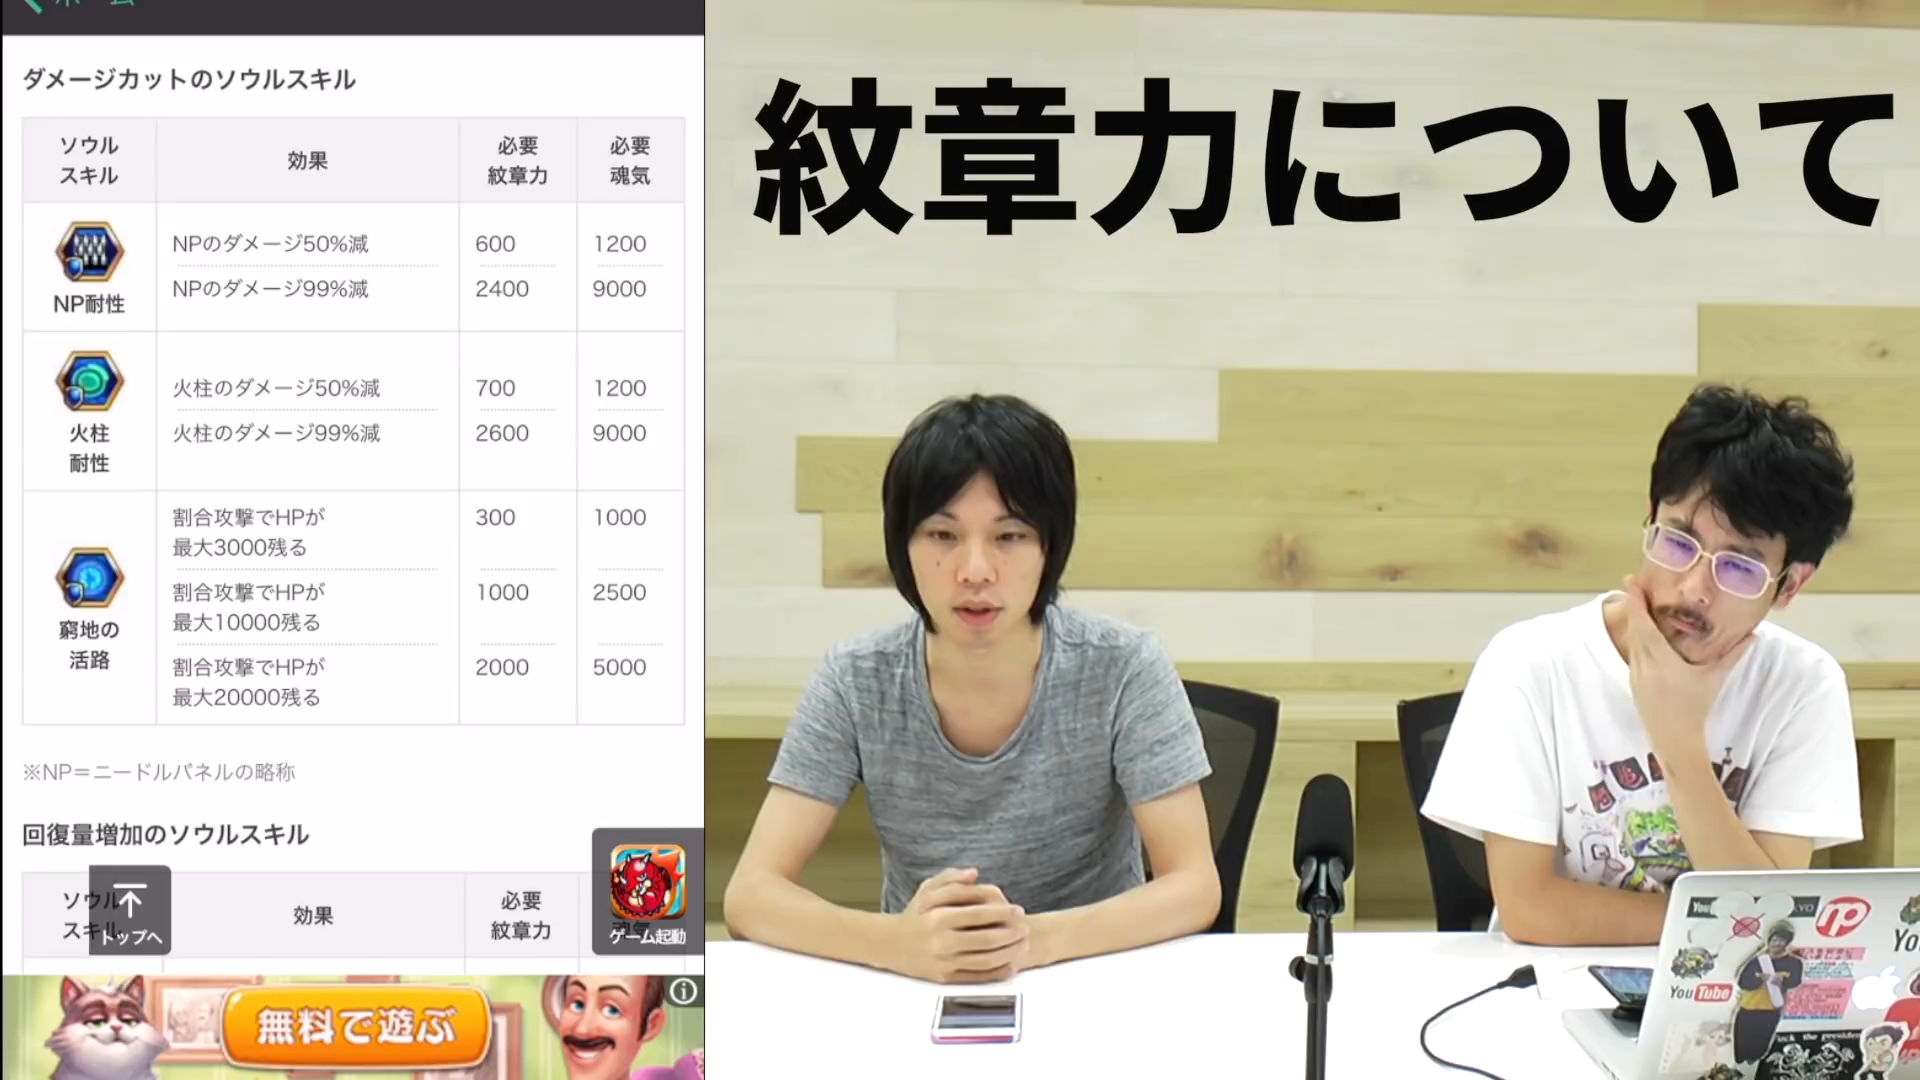 ダメージカットのソウルスキル
ソウル
スキル
効果
必要
紋章力
必要
魂気
NP耐性
NPのダメージ50%減
600
1200
NPのダメージ99%減
2400
9000
火柱
耐性
火柱のダメージ50%減
700
1200
火柱のダメージ99%減
2600
9000
窮地の
活路
割合攻撃でHPが
最大3000残る
300
1000
割合攻撃でHPが
最大10000残る
1000
2500
割合攻撃でHPが
最大20000残る
2000
5000
※NP=ニードルパネルの略称
回復量増加のソウルスキル
ソウル
スキル
効果
必要
紋章力
トップへ
ゲーム起動
無料で遊ぶ
紋章力について
YouTube